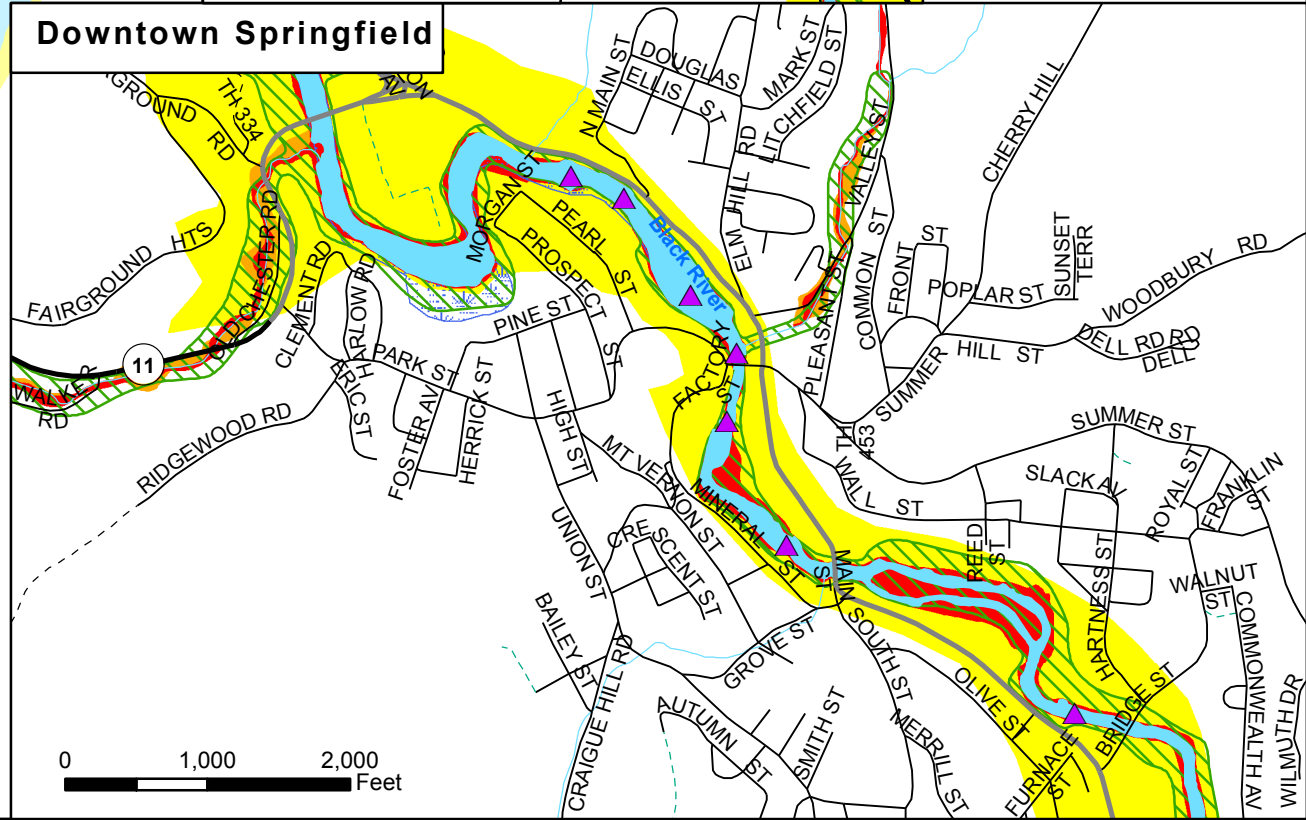 Downtown Springfield
GROUND RD
TH 334
ON
AV
N MAIN ST
DOUGLAS
ELLIS ST
MARK ST
LITCHFIELD ST
ELM HILL RD
VALLEY ST
CHERRY HILL
FAIRGROUND HTS
OLD CHESTER RD
CLEMENT RD
HARLOW RD
MORGAN ST
PEARL ST
PROSPECT ST
Black River
PLEASANT ST
COMMON ST
FRONT ST
POPLAR ST
SUNSET
TERR
WOODBURY RD
DELL RD
RD
DELL
HILL ST
SUMMER
11
WALKER
RD
RIDGEWOOD RD
ERIC ST
PARK ST
PINE ST
FOSTER AV
HERRICK ST
HIGH ST
FACTORY
ST
TH
453
WALL ST
SUMMER ST
SLACK AV
ROYAL ST
FRANKLIN
ST
MT VERNON ST
MINERAL ST
UNION ST
CRESCENT ST
MAIN
ST
REED
ST
HARTNESS ST
WALNUT
ST
COMMONWEALTH AV
WILMUTH DR
BAILEY ST
GROVE ST
SOUTH ST
OLIVE ST
BRIDGE ST
FURNACE
ST
CRAIGUE HILL RD
AUTUMN ST
SMITH ST
MERRILL ST
0 1,000 2,000
Feet